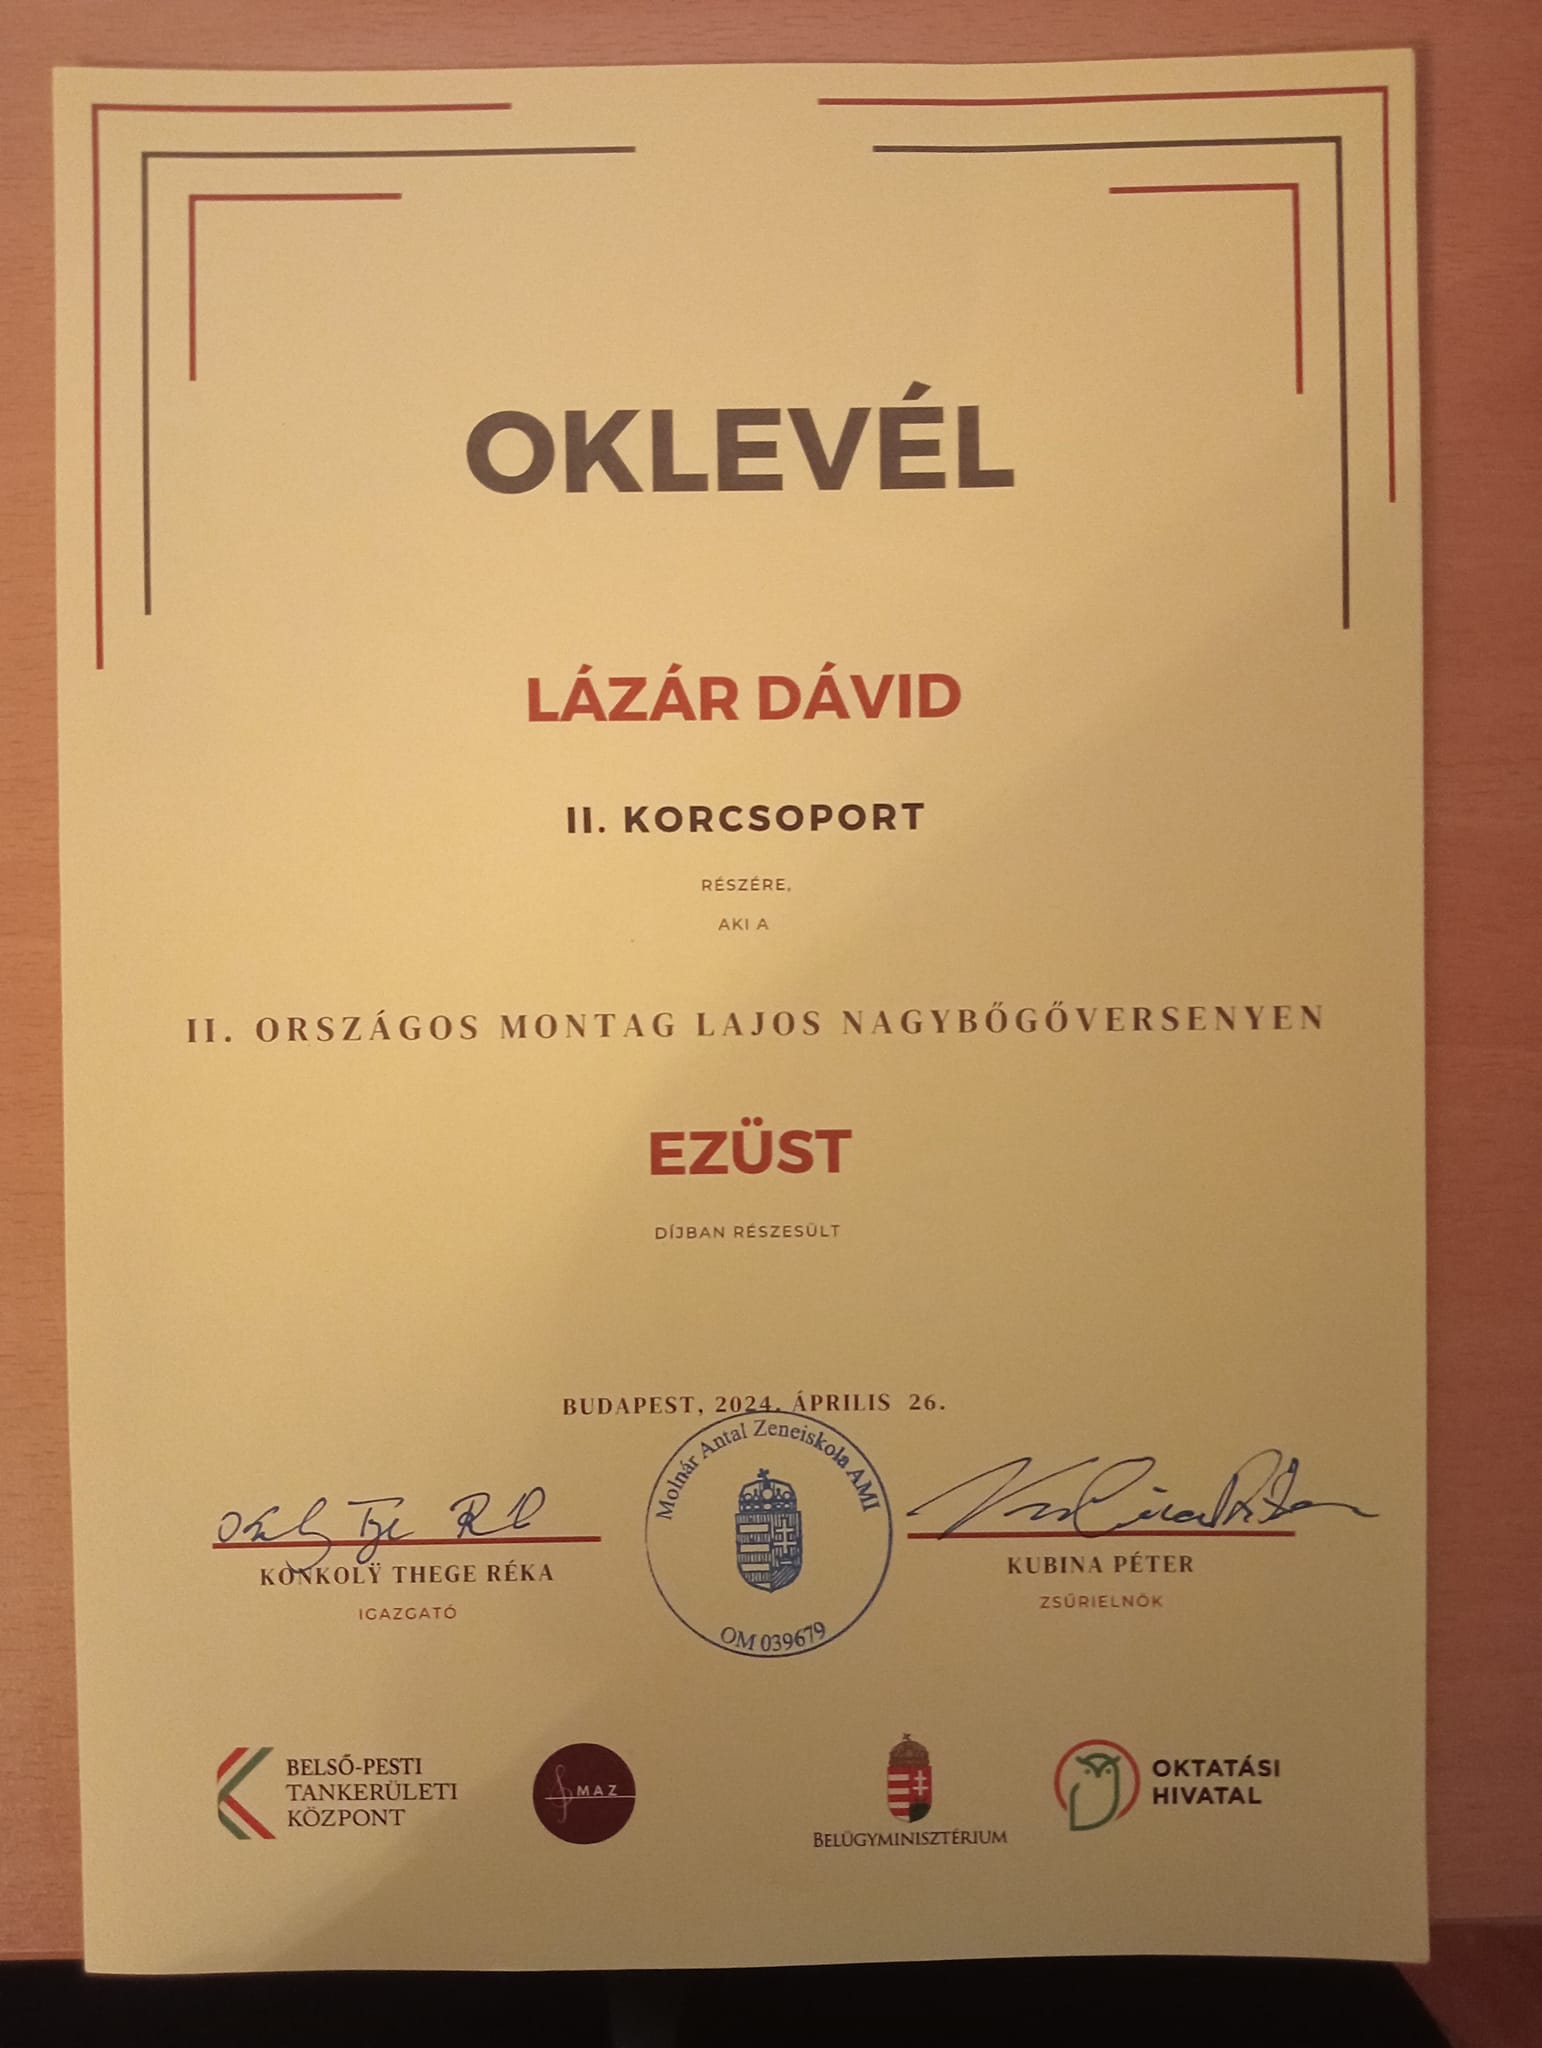 OKLEVÉL
LÁZÁR DÁVID
II. KORCSOPORT
RÉSZÉRE,
AKI A
II. ORSZÁGOS MONTAG LAJOS NAGYBŐGŐVERSENYEN
EZÜST
DÍJBAN RÉSZESÜLT
BUDAPEST, 2024. ÁPRILIS 26.
Molnár Antal Zeneiskola AMI
OM 039679
KONKOLY THEGE RÉKA
IGAZGATÓ
KUBINA PÉTER
ZSŰRIELNÖK
BELSŐ-PESTI
TANKERÜLETI
KÖZPONT
MAZ
BELÜGYMINISZTÉRIUM
OKTATÁSI
HIVATAL